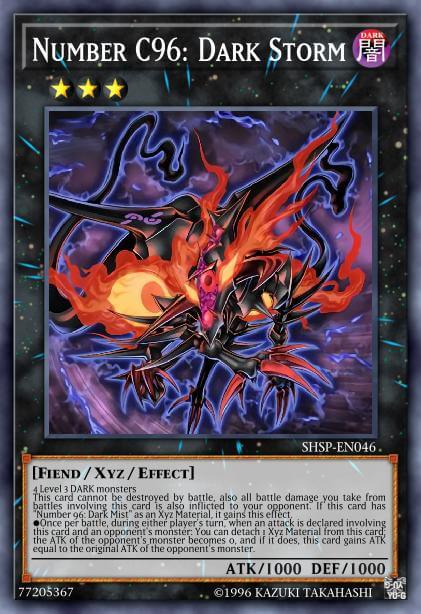 Number C96: Dark Storm
DARK
闇
96
SHSP-EN046
[Fiend / Xyz / Effect]
4 Level 3 DARK monsters
This card cannot be destroyed by battle, also all battle damage you take from
battles involving this card is also inflicted to your opponent. If this card has
"Number 96: Dark Mist" as an Xyz Material, it gains this effect.
●Once per battle, during either player's turn, when an attack is declared involving
this card and an opponent's monster: You can detach 1 Xyz Material from this card;
the ATK of the opponent's monster becomes 0, and if it does, this card gains ATK
equal to the original ATK of the opponent's monster.
ATK/1000 DEF/1000
77205367
©1996 KAZUKI TAKAHASHI